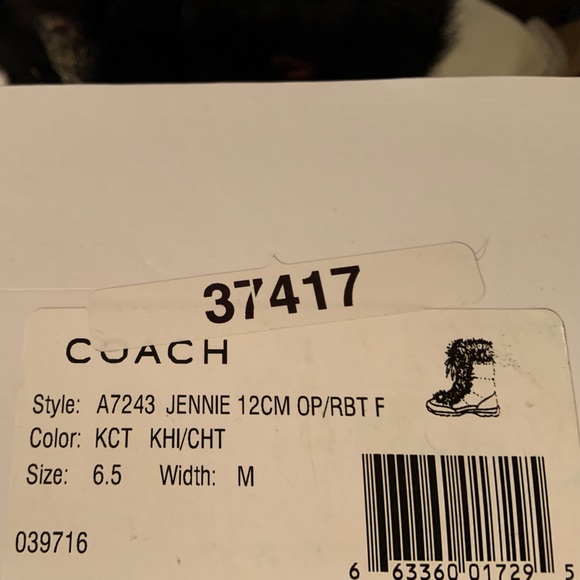 37417
COACH
Style: A7243 JENNIE 12CM OP/RBT F
Color: KCT KHI/CHT
Size: 6.5 Width: M
039716
6 63360 01729 5